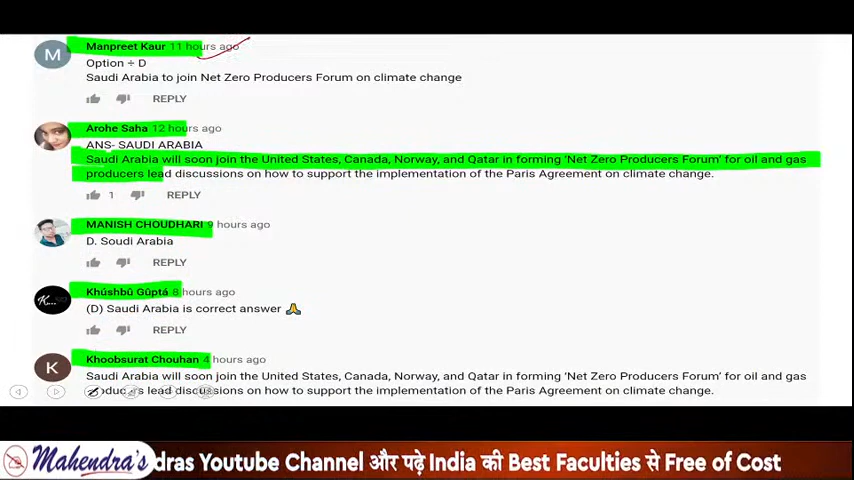 M
Manpreet Kaur 11 hours ago
Option ÷ D
Saudi Arabia to join Net Zero Producers Forum on climate change
REPLY
Arohe Saha 12 hours ago
ANS- SAUDI ARABIA
Saudi Arabia will soon join the United States, Canada, Norway, and Qatar in forming ‘Net Zero Producers Forum’ for oil and gas
producers lead discussions on how to support the implementation of the Paris Agreement on climate change.
1 REPLY
MANISH CHOUDHARI 9 hours ago
D. Soudi Arabia
REPLY
K...
Khúshbû Gûptá 8 hours ago
(D) Saudi Arabia is correct answer 🙏
REPLY
K
Khoobsurat Chouhan 4 hours ago
Saudi Arabia will soon join the United States, Canada, Norway, and Qatar in forming ‘Net Zero Producers Forum’ for oil and gas
producers lead discussions on how to support the implementation of the Paris Agreement on climate change.
Mahendra's dras Youtube Channel और पढ़े India की Best Faculties से Free of Cost